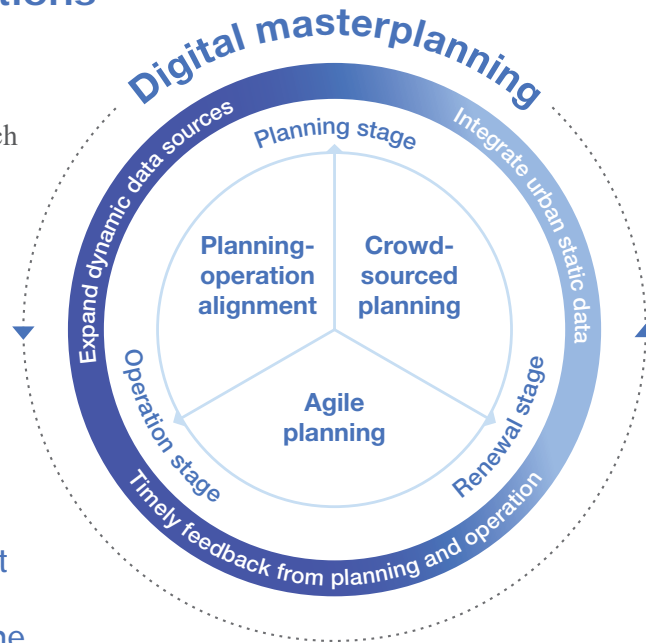 Digital masterplanning
Expand dynamic data sources
Integrate urban static data
Planning stage
Planning-
operation
alignment
Crowd-
sourced
planning
Agile
planning
Operation stage
Renewal stage
Timely feedback from planning and operation